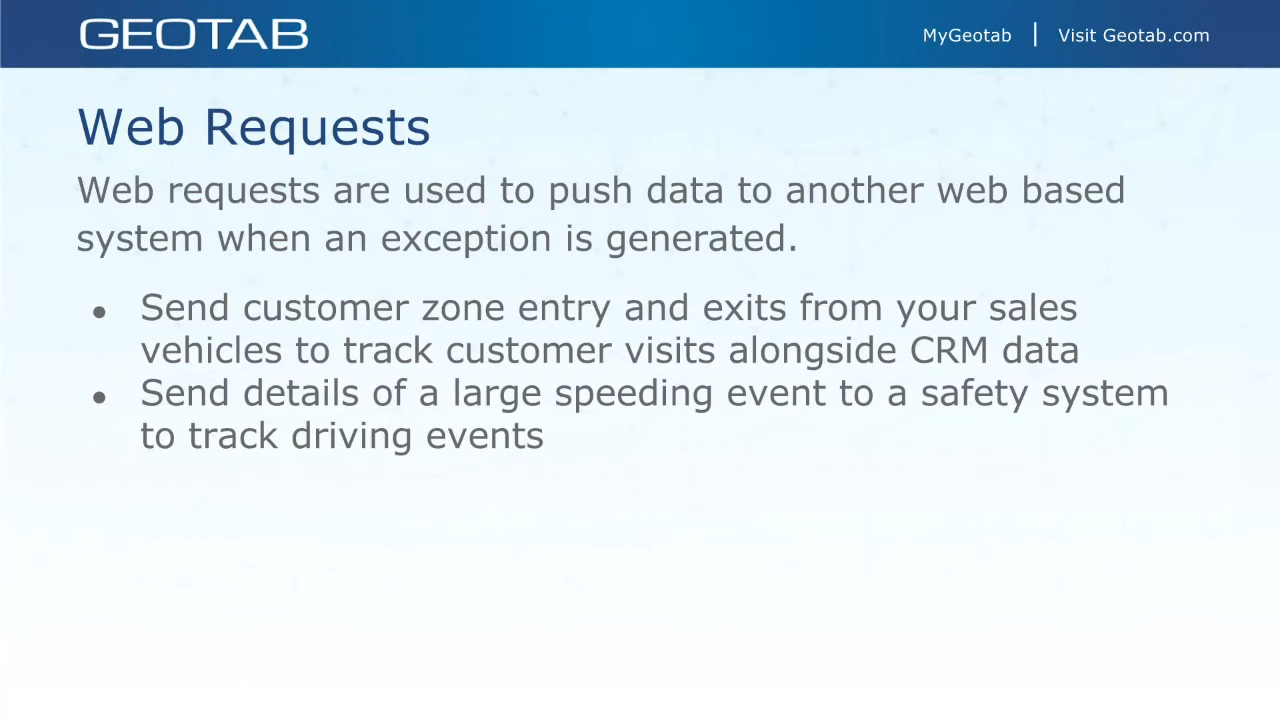 GEOTAB
MyGeotab | Visit Geotab.com
Web Requests
Web requests are used to push data to another web based
system when an exception is generated.
● Send customer zone entry and exits from your sales
vehicles to track customer visits alongside CRM data
● Send details of a large speeding event to a safety system
to track driving events